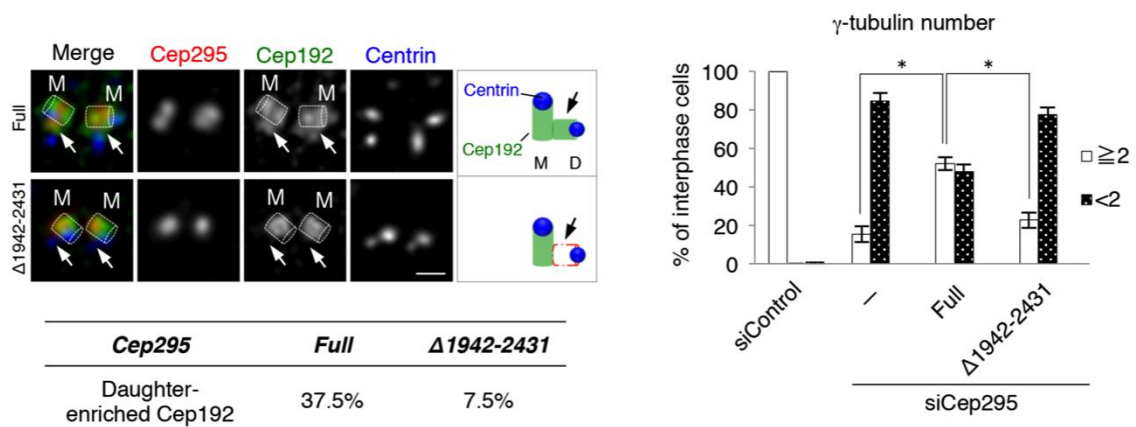 Merge Cep295 Cep192 Centrin
Full
M M
M M
Centrin
Cep192
M D
Δ1942-2431
M M
M M
Cep295 Full Δ1942-2431
Daughter-
enriched Cep192
37.5% 7.5%
γ-tubulin number
% of interphase cells
100
80
60
40
20
0
* *
≧2
<2
siControl
–
Full
Δ1942-2431
siCep295